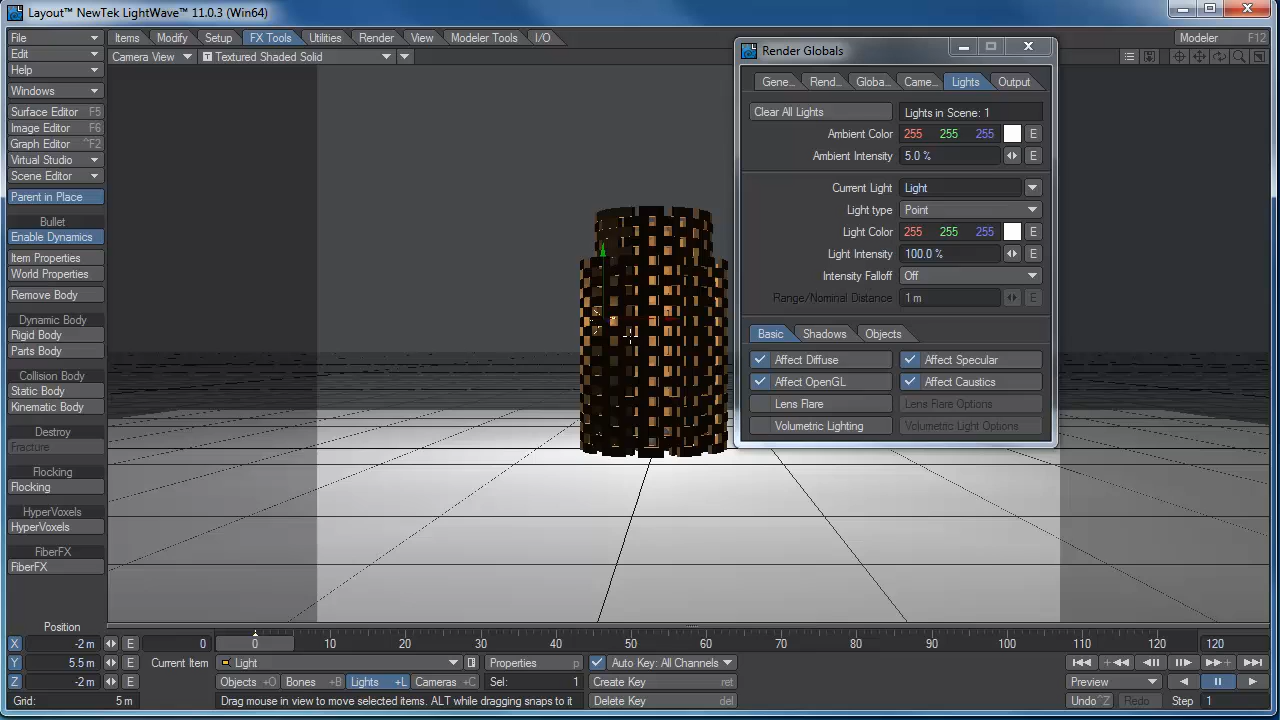 Layout™ NewTek LightWave™ 11.0.3 (Win64)
File
Edit
Help
Windows
Surface Editor F5
Image Editor F6
Graph Editor ^F2
Virtual Studio
Scene Editor
Parent in Place
Bullet
Enable Dynamics
Item Properties
World Properties
Remove Body
Dynamic Body
Rigid Body
Parts Body
Collision Body
Static Body
Kinematic Body
Destroy
Fracture
Flocking
Flocking
HyperVoxels
HyperVoxels
FiberFX
FiberFX
Items Modify Setup FX Tools Utilities Render View Modeler Tools I/O
Modeler F12
Camera View T Textured Shaded Solid
Render Globals
Gene... Rend... Globa... Came... Lights Output
Clear All Lights Lights in Scene: 1
Ambient Color 255 255 255 E
Ambient Intensity 5.0 % E
Current Light Light
Light type Point
Light Color 255 255 255 E
Light Intensity 100.0 % E
Intensity Falloff Off
Range/Nominal Distance 1 m E
Basic Shadows Objects
Affect Diffuse Affect Specular
Affect OpenGL Affect Caustics
Lens Flare Lens Flare Options
Volumetric Lighting Volumetric Light Options
Position
X -2 m E 0 0 10 20 30 40 50 60 70 80 90 100 110 120 120
Y 5.5 m E Current Item Light Properties p Auto Key: All Channels
Z -2 m E Objects +O Bones +B Lights +L Cameras +C Sel: 1 Create Key ret Preview
Grid: 5 m Drag mouse in view to move selected items. ALT while dragging snaps to it Delete Key del Undo^Z Redo Step 1